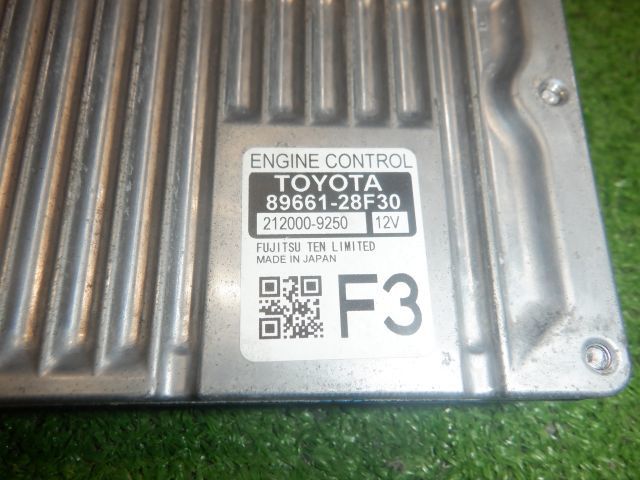 ENGINE CONTROL
TOYOTA
89661-28F30
212000-9250 12V
FUJITSU TEN LIMITED
MADE IN JAPAN
F3